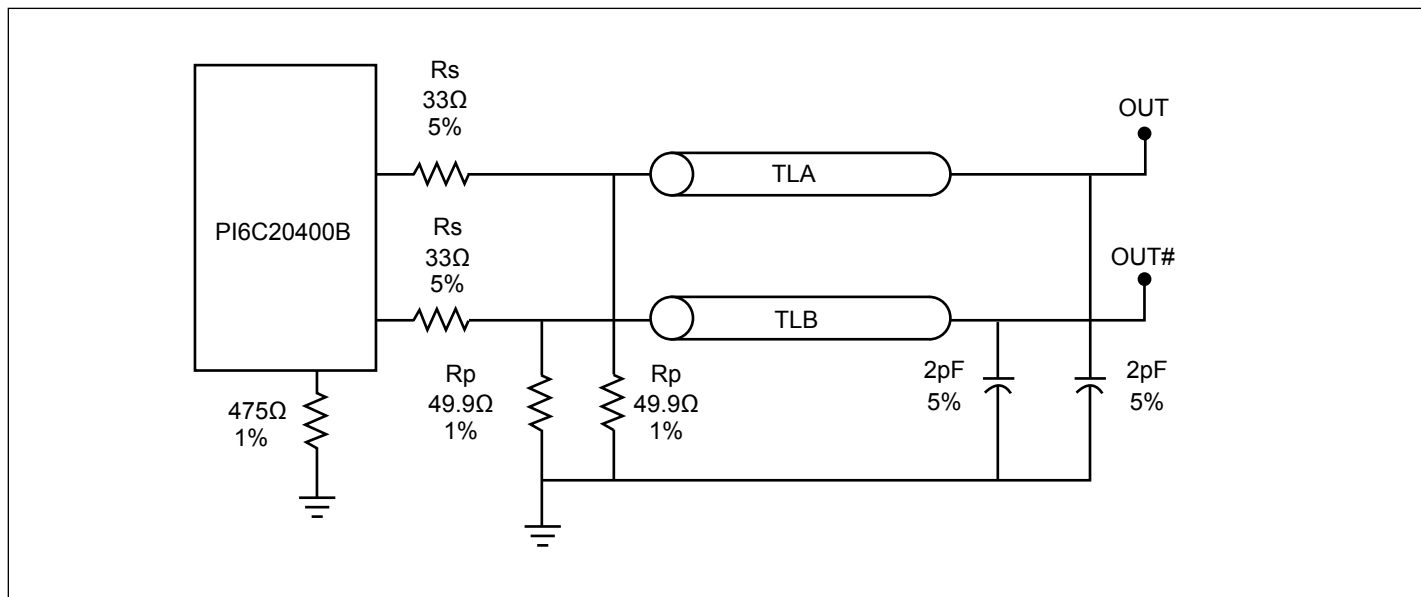 Rs
33Ω
5%
OUT
TLA
PI6C20400B
Rs
33Ω
5%
OUT#
TLB
475Ω
1%
Rp
49.9Ω
1%
Rp
49.9Ω
1%
2pF
5%
2pF
5%